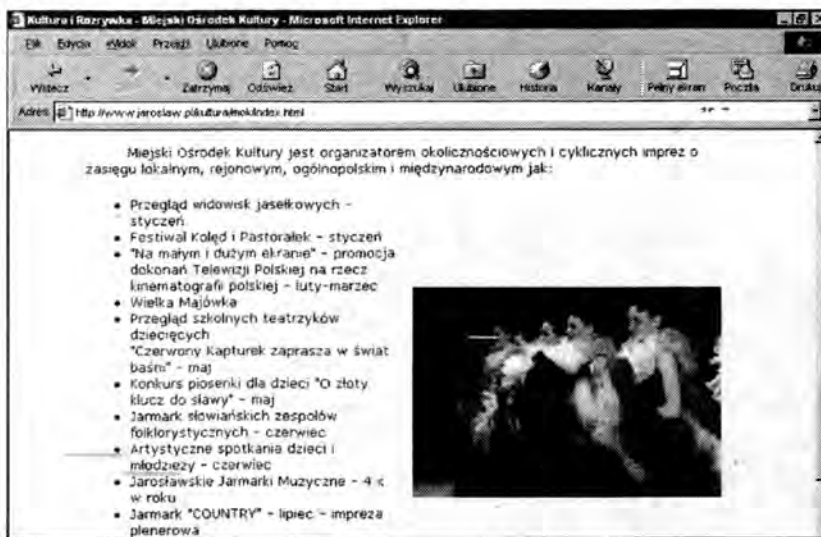 Kultura i Rozrywka - Miejski Ośrodek Kultury - Microsoft Internet Explorer
Plik Edycja Widok Przejdź Ulubione Pomoc
Wstecz Zatrzymaj Odśwież Start Wyszukaj Ulubione Historia Kanały Pełny ekran Poczta Drukuj
Adres http://www.jaroslaw.pl/kultura/mok/index.html
Miejski Ośrodek Kultury jest organizatorem okolicznościowych i cyklicznych imprez o
zasięgu lokalnym, rejonowym, ogólnopolskim i międzynarodowym jak:
• Przegląd widowisk jasełkowych -
styczeń
• Festiwal Kolęd i Pastorałek - styczeń
• "Na małym i dużym ekranie" - promocja
dokonań Telewizji Polskiej na rzecz
kinematografii polskiej - luty-marzec
• Wielka Majówka
• Przegląd szkolnych teatrzyków
dziecięcych
"Czerwony Kapturek zaprasza w świat
baśni" - maj
• Konkurs piosenki dla dzieci "O złoty
klucz do sławy" - maj
• Jarmark słowiańskich zespołów
folklorystycznych - czerwiec
• Artystyczne spotkania dzieci i
młodzieży - czerwiec
• Jarosławskie Jarmarki Muzyczne - 4 x
w roku
• Jarmark "COUNTRY" - lipiec - impreza
plenerowa